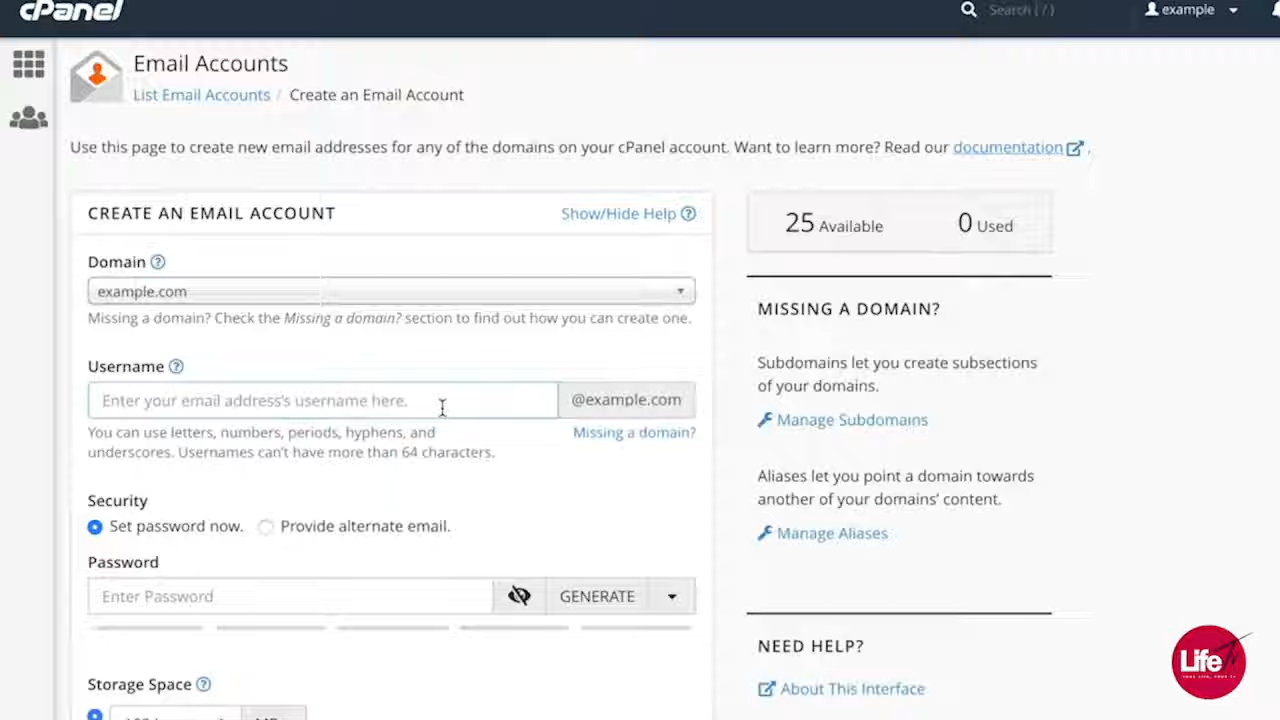 cPanel
Search ( / )
example
Email Accounts
List Email Accounts / Create an Email Account
Use this page to create new email addresses for any of the domains on your cPanel account. Want to learn more? Read our documentation .
CREATE AN EMAIL ACCOUNT
Show/Hide Help
25 Available
0 Used
Domain
example.com
Missing a domain? Check the Missing a domain? section to find out how you can create one.
MISSING A DOMAIN?
Subdomains let you create subsections
of your domains.
Manage Subdomains
Username
Enter your email address's username here.
@example.com
You can use letters, numbers, periods, hyphens, and
underscores. Usernames can't have more than 64 characters.
Missing a domain?
Aliases let you point a domain towards
another of your domains' content.
Manage Aliases
Security
Set password now.
Provide alternate email.
Password
Enter Password
GENERATE
NEED HELP?
About This Interface
Storage Space
Life Tv
YOUR LIFE, YOUR TV